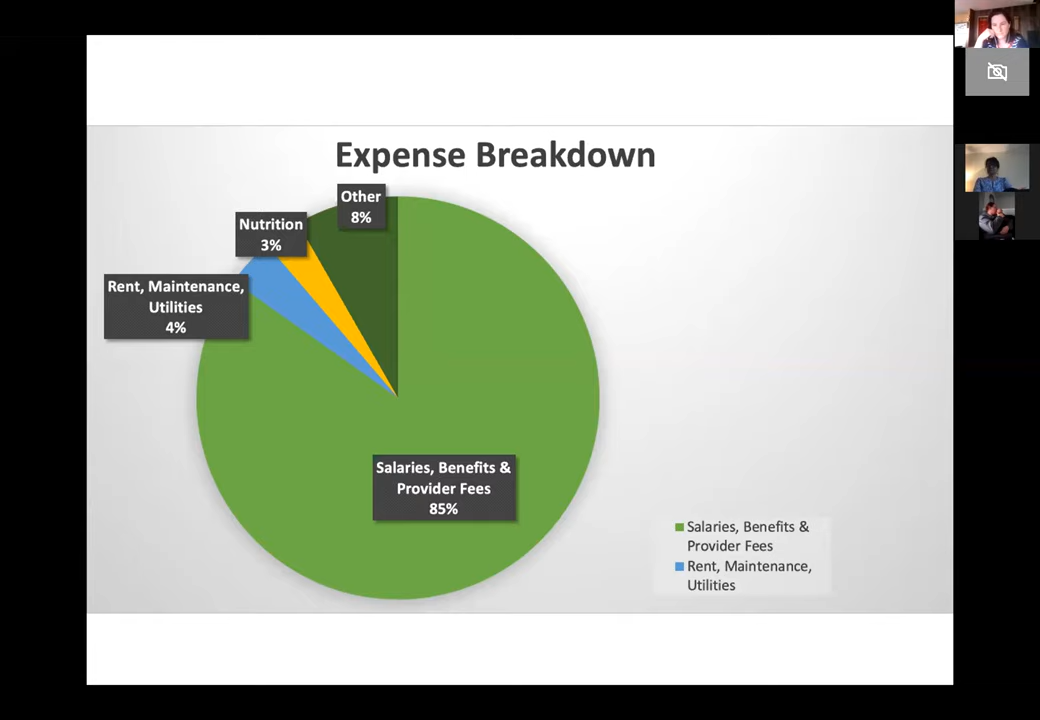 Expense Breakdown
Other
8%
Nutrition
3%
Rent, Maintenance,
Utilities
4%
Salaries, Benefits &
Provider Fees
85%
Salaries, Benefits &
Provider Fees
Rent, Maintenance,
Utilities